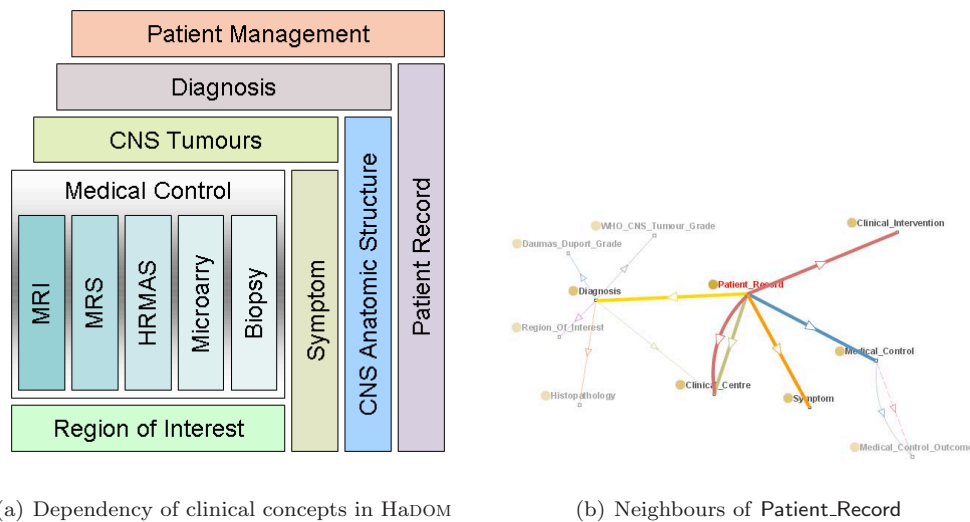 Patient Management
Diagnosis
CNS Tumours
Medical Control
MRI
MRS
HRMAS
Microarry
Biopsy
Symptom
CNS Anatomic Structure
Patient Record
Region of Interest
(a) Dependency of clinical concepts in HADOM
WHO_CNS_Tumour_Grade
Clinical_Intervention
Daumas_Duport_Grade
Patient_Record
Diagnosis
Region_Of_Interest
Medical_Control
Clinical_Centre
Histopathology
Symptom
Medical_Control_Outcome
(b) Neighbours of Patient_Record